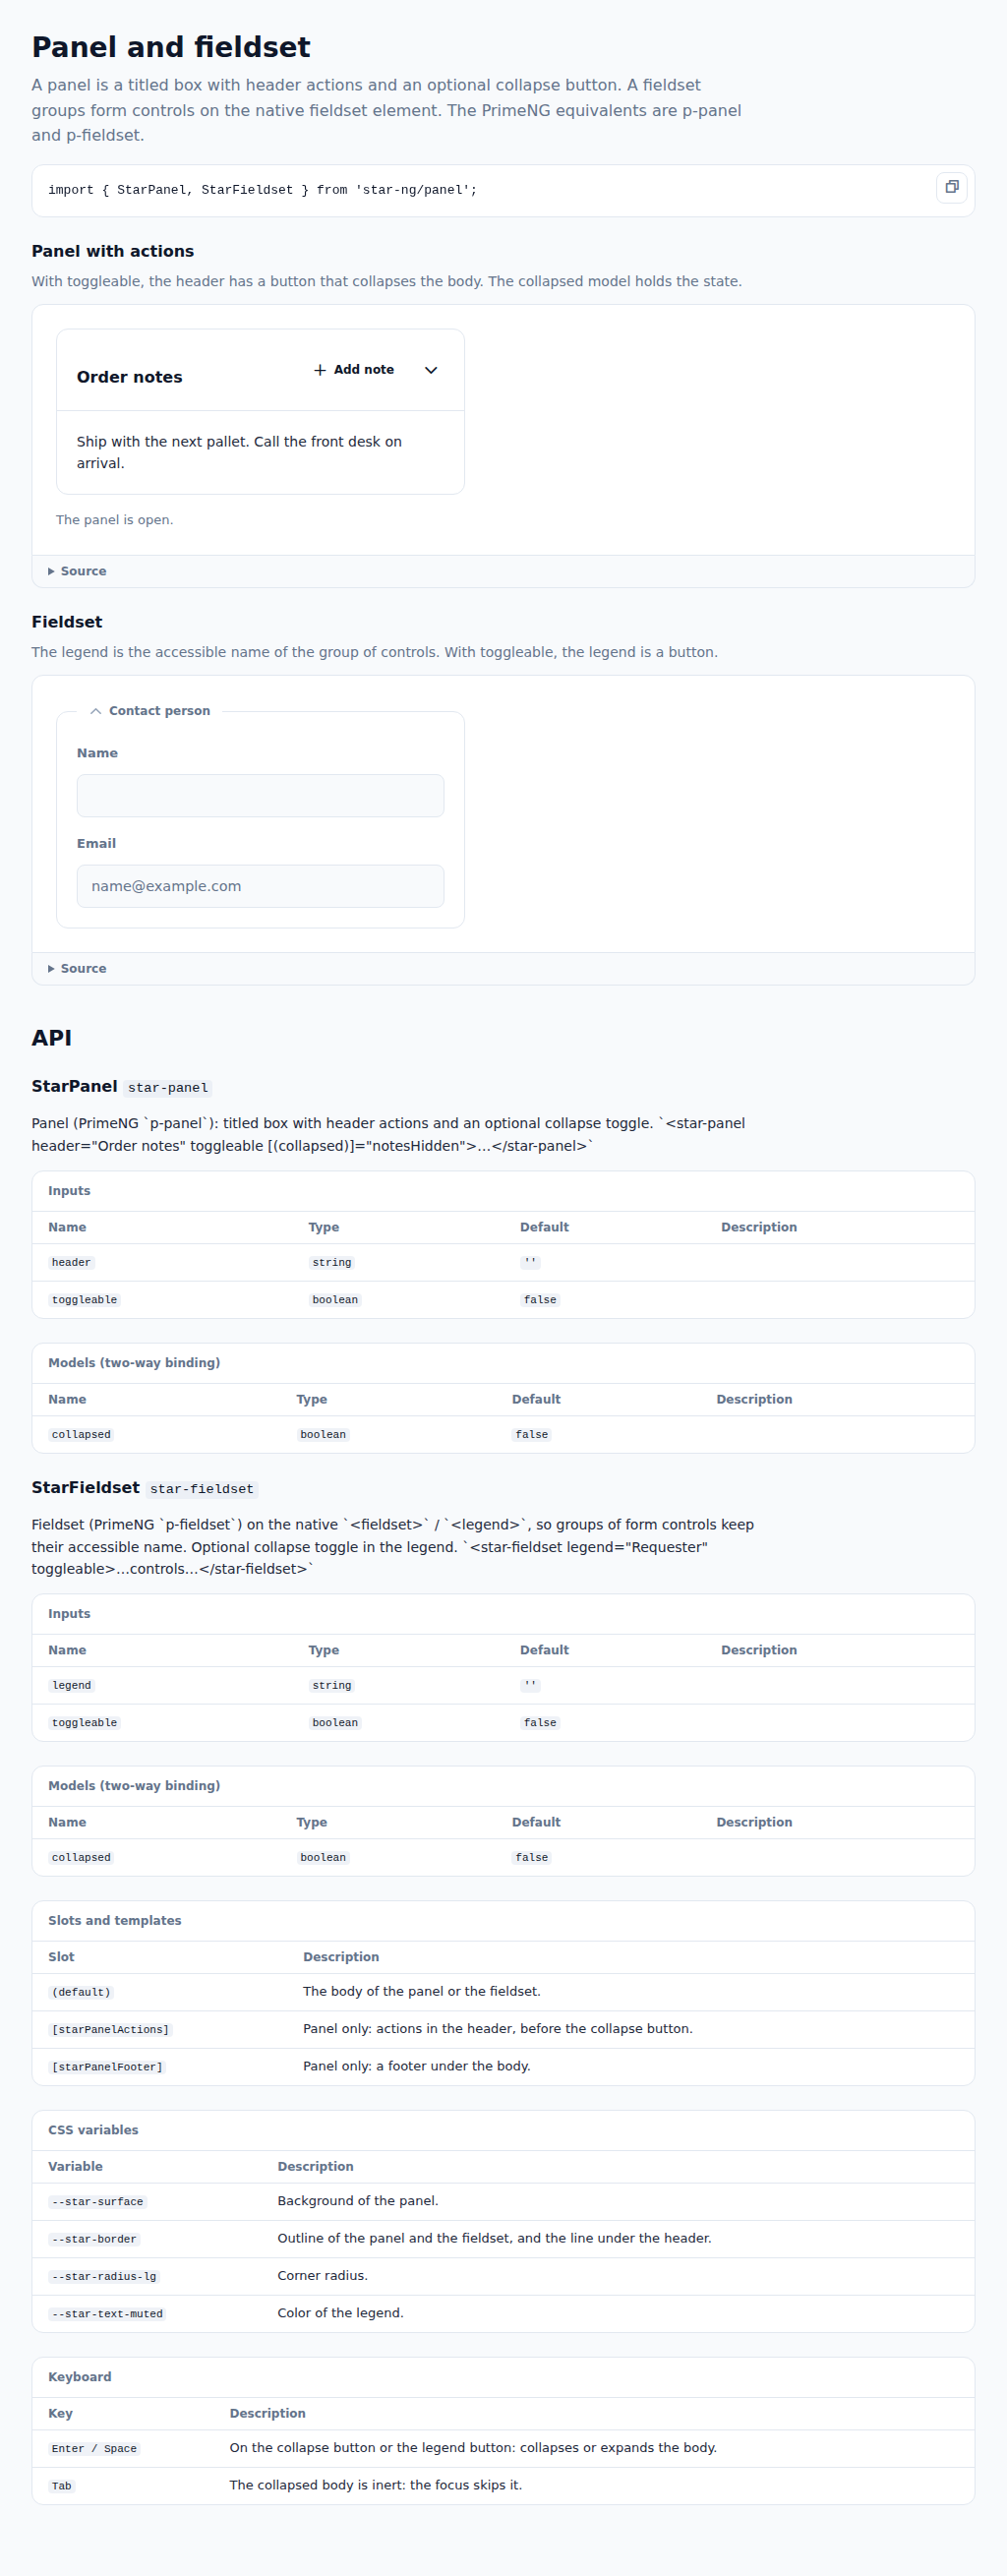 Panel and fieldset
A panel is a titled box with header actions and an optional collapse button. A fieldset
groups form controls on the native fieldset element. The PrimeNG equivalents are p-panel
and p-fieldset.
import { StarPanel, StarFieldset } from 'star-ng/panel';
Panel with actions
With toggleable, the header has a button that collapses the body. The collapsed model holds the state.
Order notes
Add note
Ship with the next pallet. Call the front desk on
arrival.
The panel is open.
Source
Fieldset
The legend is the accessible name of the group of controls. With toggleable, the legend is a button.
Contact person
Name
Email
name@example.com
Source
API
StarPanel star-panel
Panel (PrimeNG `p-panel`): titled box with header actions and an optional collapse toggle. `<star-panel
header="Order notes" toggleable [(collapsed)]="notesHidden">…</star-panel>`
Inputs
Name Type Default Description
header string ''
toggleable boolean false
Models (two-way binding)
Name Type Default Description
collapsed boolean false
StarFieldset star-fieldset
Fieldset (PrimeNG `p-fieldset`) on the native `<fieldset>` / `<legend>`, so groups of form controls keep
their accessible name. Optional collapse toggle in the legend. `<star-fieldset legend="Requester"
toggleable>…controls…</star-fieldset>`
Inputs
Name Type Default Description
legend string ''
toggleable boolean false
Models (two-way binding)
Name Type Default Description
collapsed boolean false
Slots and templates
Slot Description
(default) The body of the panel or the fieldset.
[starPanelActions] Panel only: actions in the header, before the collapse button.
[starPanelFooter] Panel only: a footer under the body.
CSS variables
Variable Description
--star-surface Background of the panel.
--star-border Outline of the panel and the fieldset, and the line under the header.
--star-radius-lg Corner radius.
--star-text-muted Color of the legend.
Keyboard
Key Description
Enter / Space On the collapse button or the legend button: collapses or expands the body.
Tab The collapsed body is inert: the focus skips it.